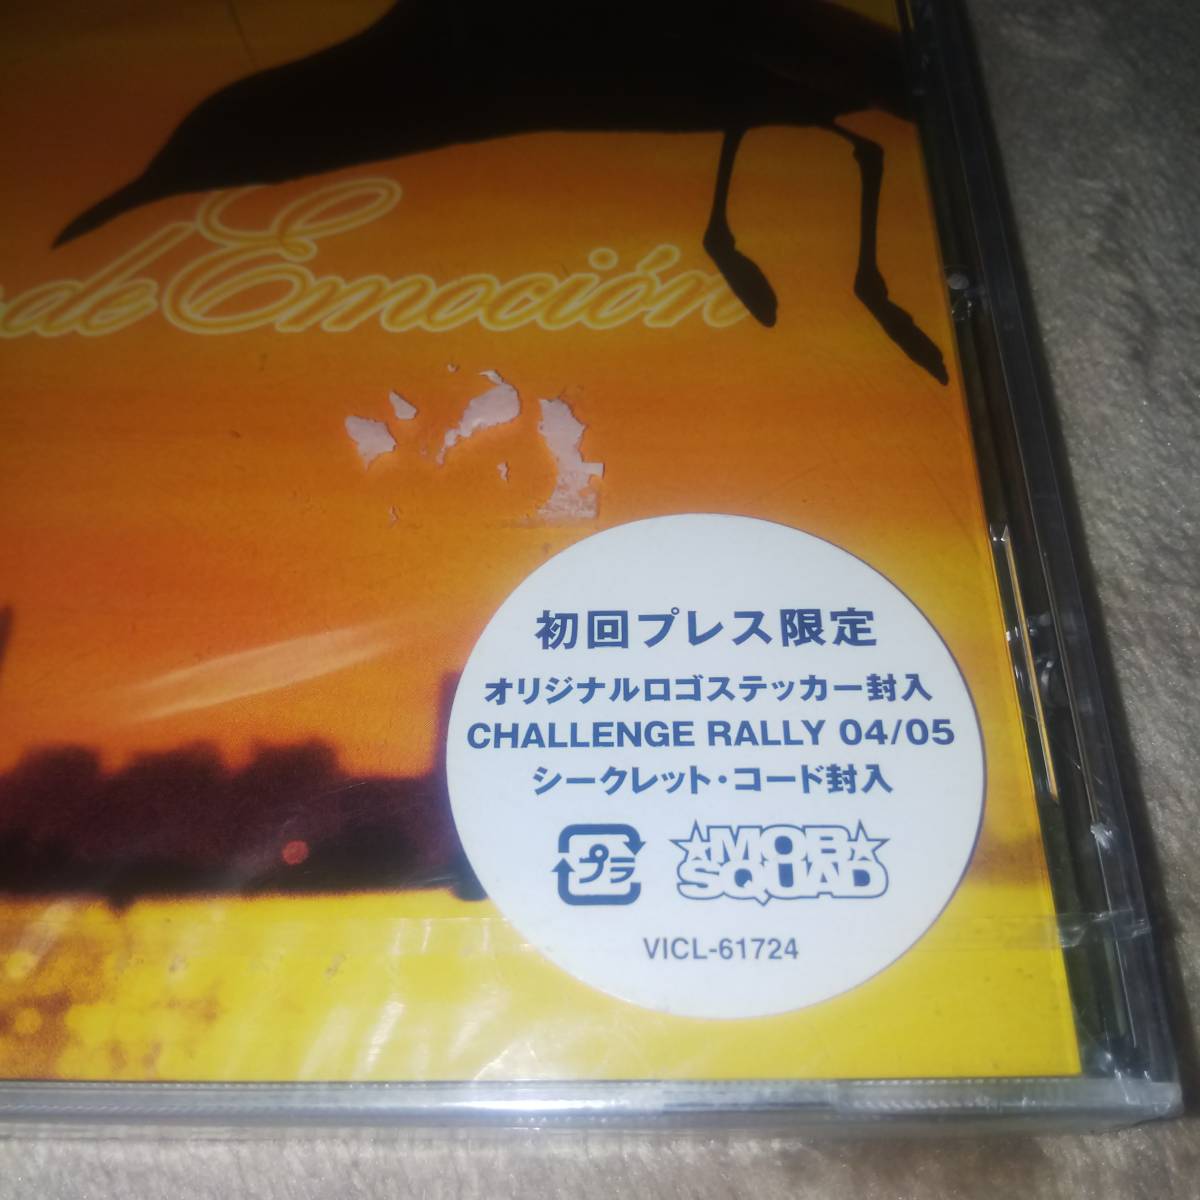 de Emoción
初回プレス限定
オリジナルロゴステッカー封入
CHALLENGE RALLY 04/05
シークレット・コード封入
プラ
MOB SQUAD
VICL-61724